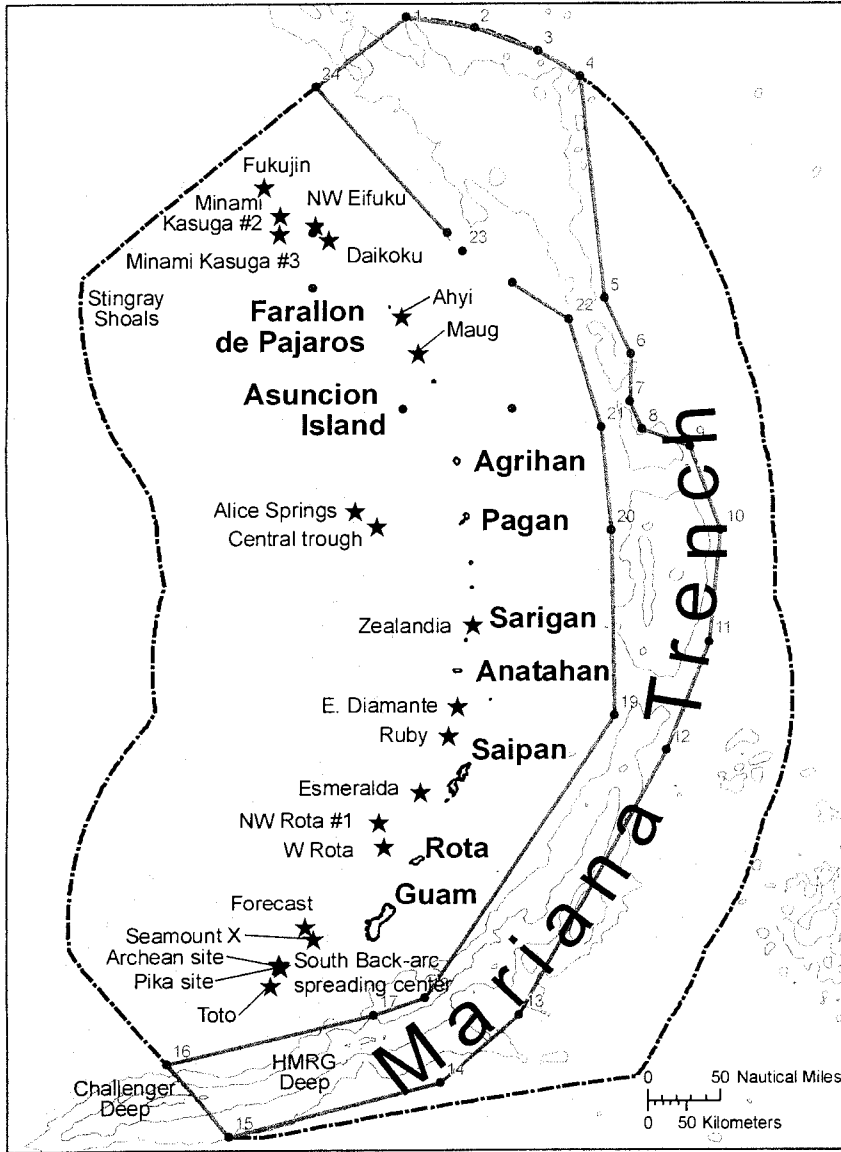 1
2
3
4
24
Fukujin
Minami
Kasuga #2
NW Eifuku
23
Minami Kasuga #3
Daikoku
Stingray
Shoals
5
Farallon
de Pajaros
Ahyi
22
Maug
6
Asuncion
Island
7
8
21
9
Agrihan
Alice Springs
Pagan
20
10
Central trough
Zealandia
Sarigan
11
Anatahan
E. Diamante
19
Ruby
Saipan
12
Esmeralda
NW Rota #1
W Rota
Rota
Guam
Forecast
Seamount X
Archean site
South Back-arc
Pika site
spreading center
Toto
17
13
Mariana Trench
16
HMRG
Deep
Challenger
Deep
14
15
0 50 Nautical Miles
0 50 Kilometers